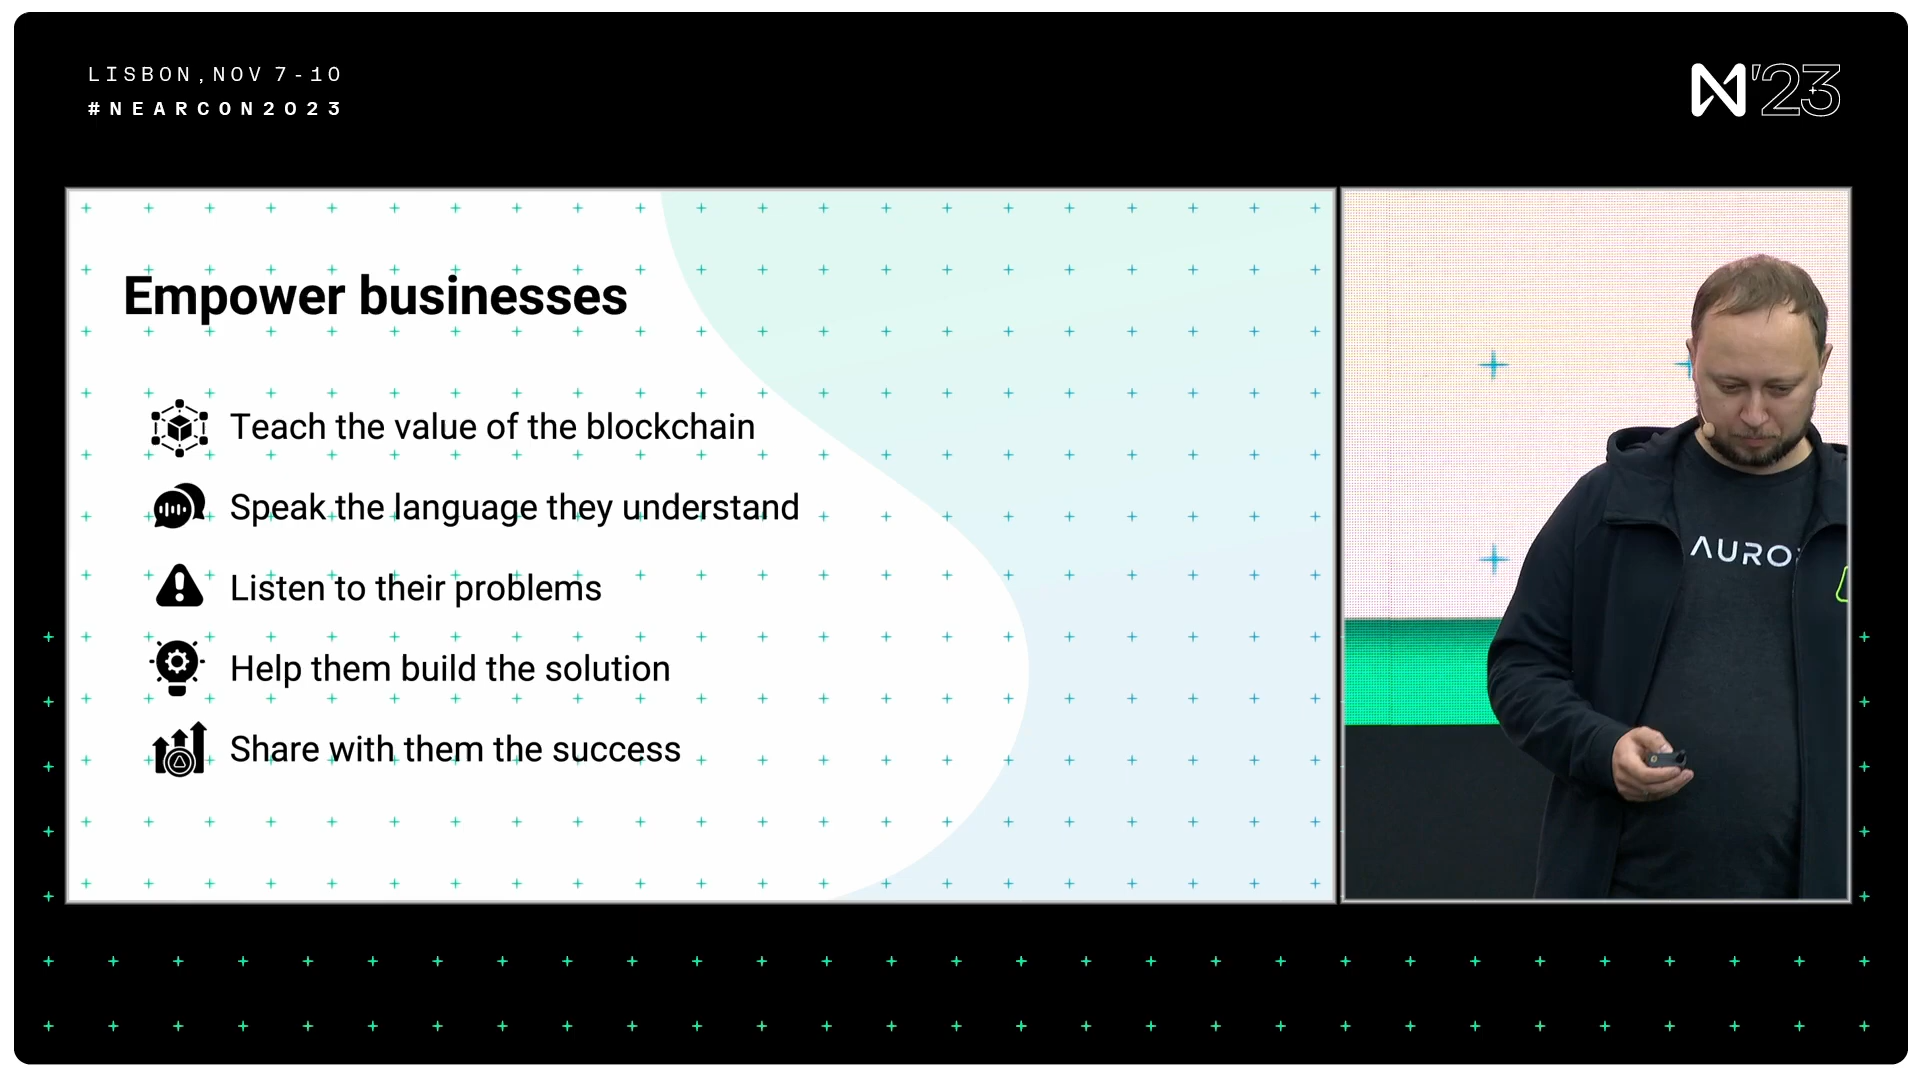 LISBON, NOV 7-10
#NEARCON2023
N'23
Empower businesses
Teach the value of the blockchain
Speak the language they understand
Listen to their problems
Help them build the solution
Share with them the success
AURO